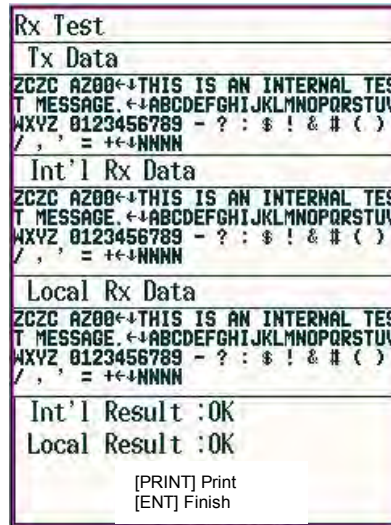 Rx Test
Tx Data
ZCZC AZ00←↓THIS IS AN INTERNAL TES
T MESSAGE.←↓ABCDEFGHIJKLMNOPQRSTUV
WXYZ 0123456789 - ? : $ ! & # ( ) 
/ , ' = +←↓NNNN
Int'l Rx Data
ZCZC AZ00←↓THIS IS AN INTERNAL TES
T MESSAGE.←↓ABCDEFGHIJKLMNOPQRSTUV
WXYZ 0123456789 - ? : $ ! & # ( ) 
/ , ' = +←↓NNNN
Local Rx Data
ZCZC AZ00←↓THIS IS AN INTERNAL TES
T MESSAGE.←↓ABCDEFGHIJKLMNOPQRSTUV
WXYZ 0123456789 - ? : $ ! & # ( ) 
/ , ' = +←↓NNNN
Int'l Result :OK
Local Result :OK
[PRINT] Print
[ENT] Finish